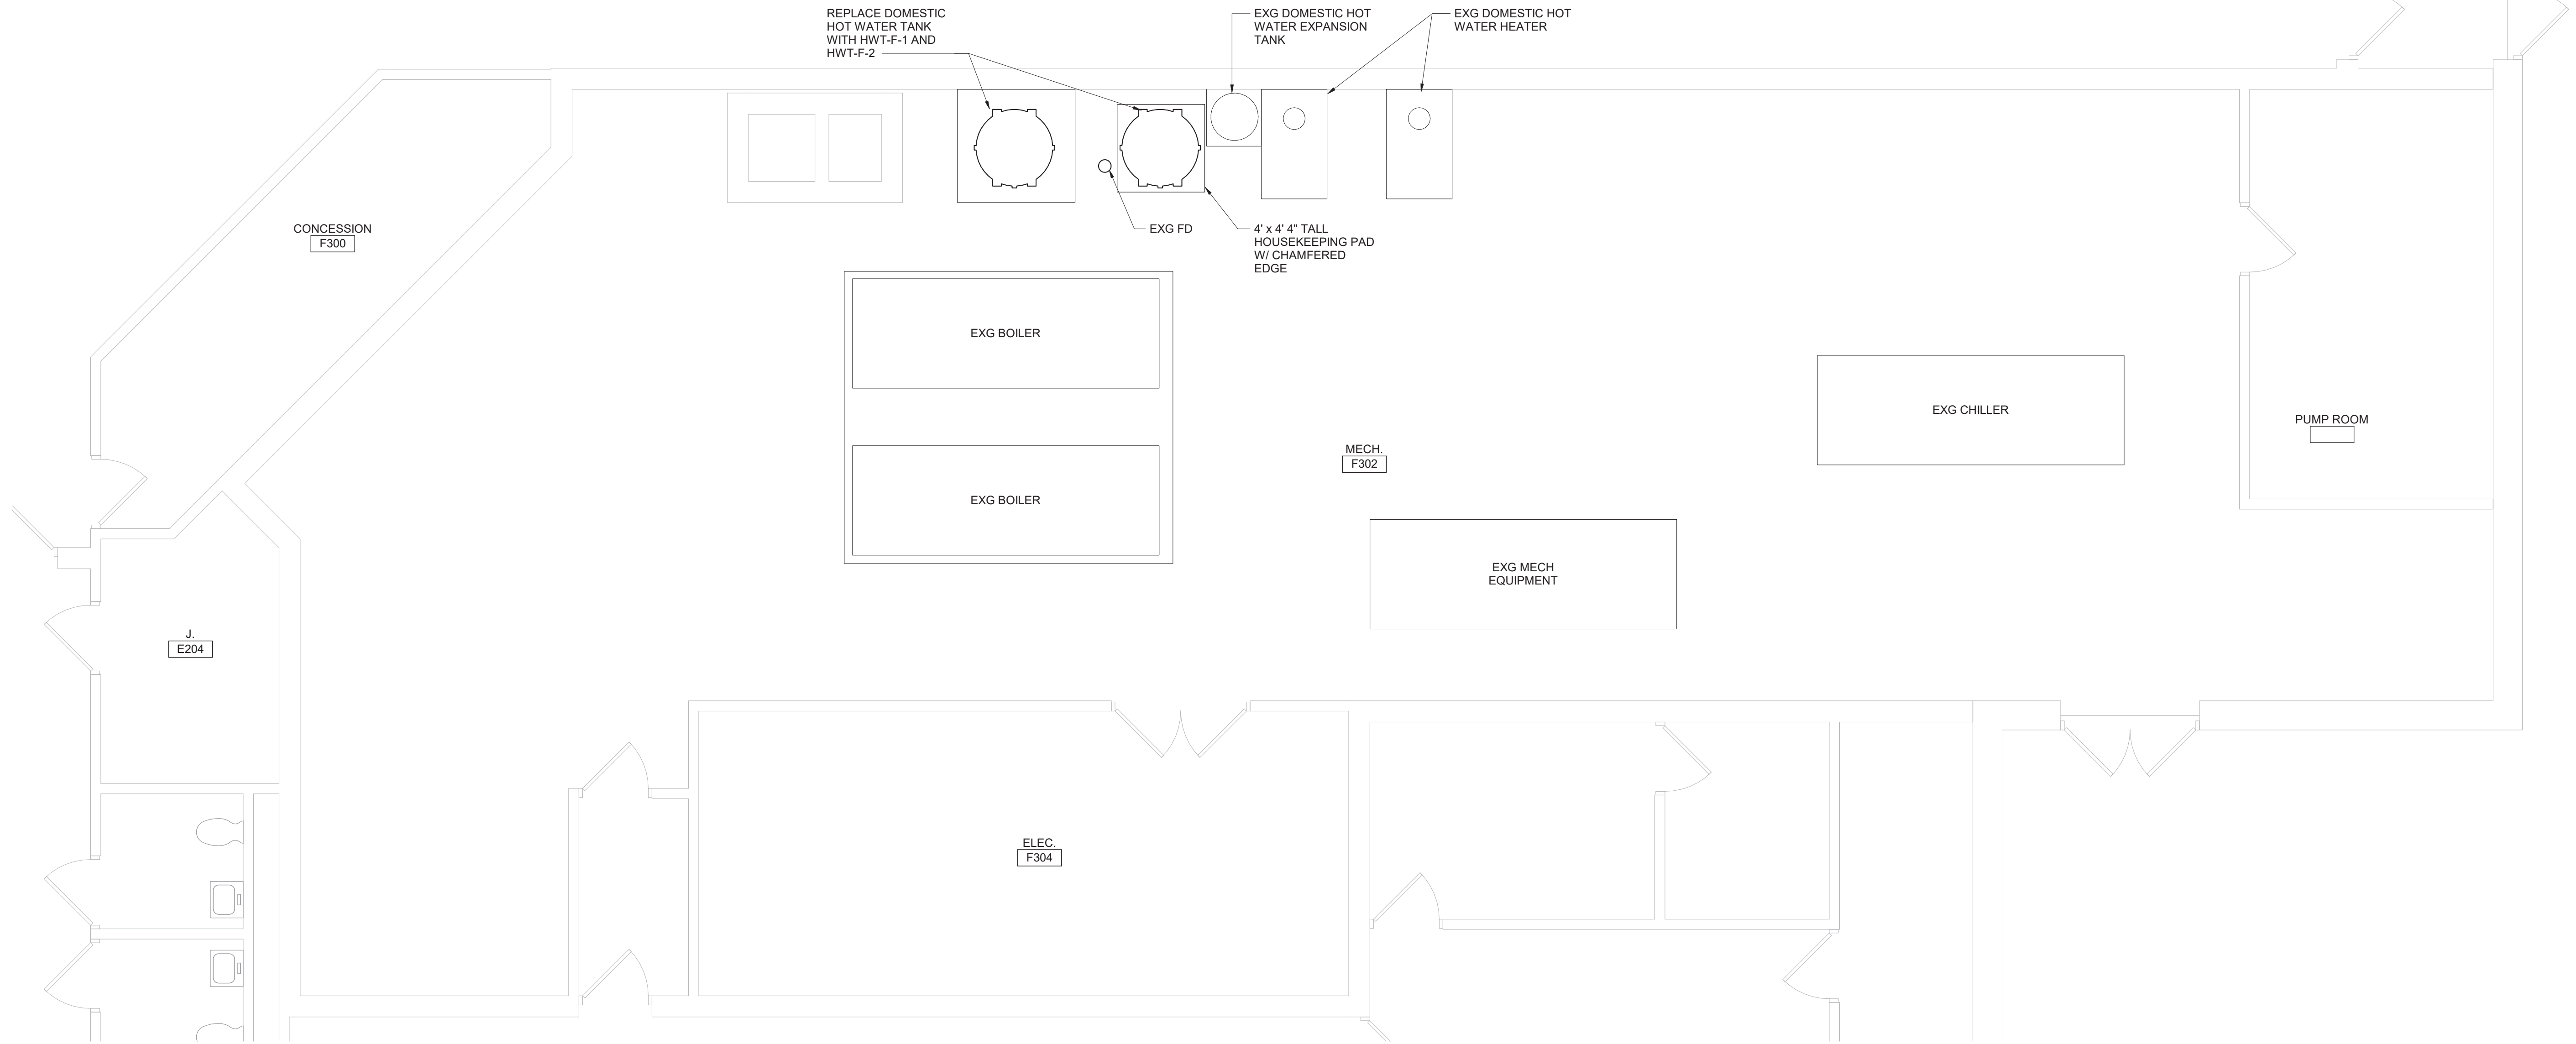 REPLACE DOMESTIC
HOT WATER TANK
WITH HWT-F-1 AND
HWT-F-2
EXG DOMESTIC HOT
WATER EXPANSION
TANK
EXG DOMESTIC HOT
WATER HEATER
CONCESSION
F300
EXG FD
4' x 4' 4" TALL
HOUSEKEEPING PAD
W/ CHAMFERED
EDGE
EXG BOILER
EXG CHILLER
PUMP ROOM
MECH.
F302
EXG BOILER
EXG MECH
EQUIPMENT
J.
E204
ELEC.
F304